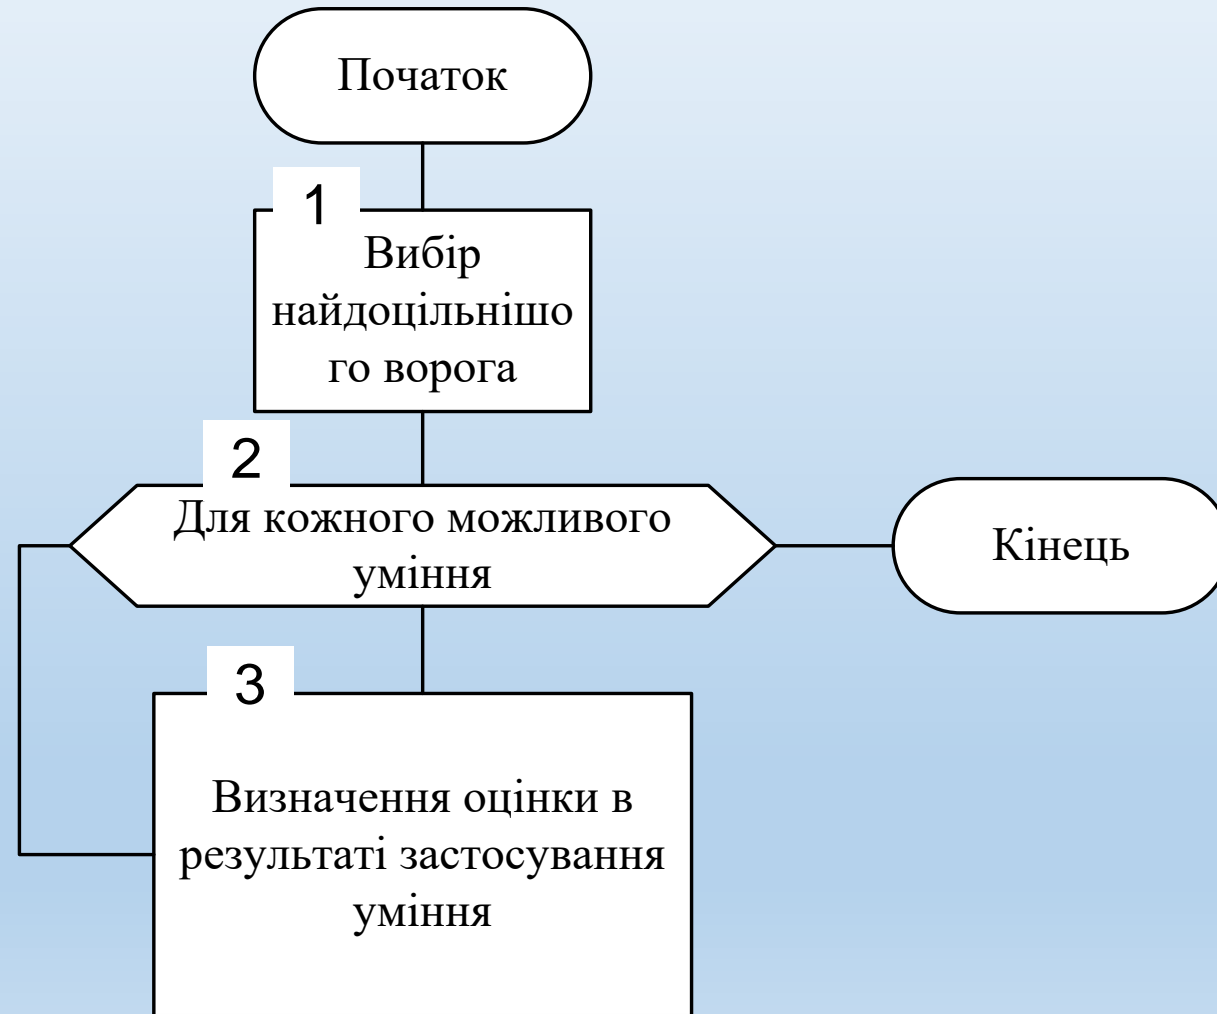 Початок
1
Вибір
найдоцільнішо
го ворога
2
Для кожного можливого
уміння
Кінець
3
Визначення оцінки в
результаті застосування
уміння